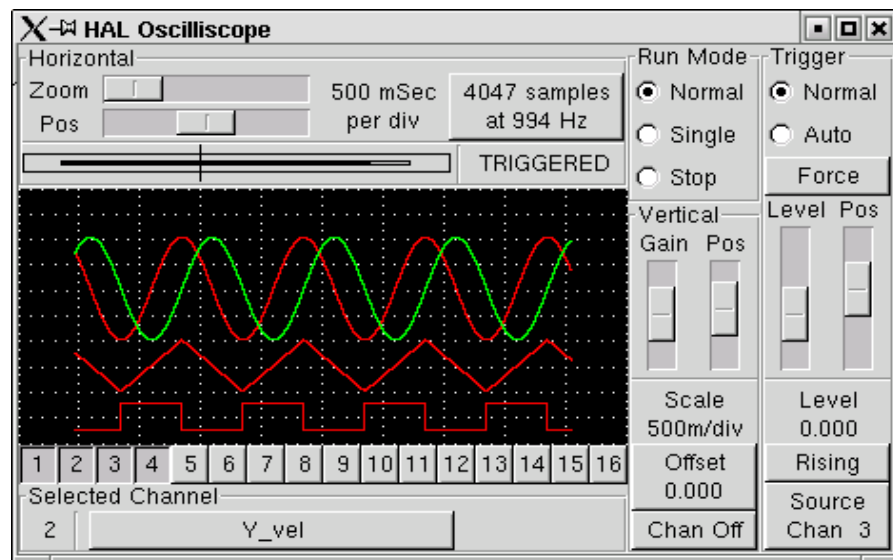 HAL Oscilliscope
Horizontal
Zoom
Pos
500 mSec
per div
4047 samples
at 994 Hz
TRIGGERED
Run Mode
Normal
Single
Stop
Trigger
Normal
Auto
Force
Vertical
Gain Pos
Level Pos
Scale
500m/div
Level
0.000
1 2 3 4 5 6 7 8 9 10 11 12 13 14 15 16
Offset
0.000
Rising
Selected Channel
2 Y_vel
Chan Off
Source
Chan 3